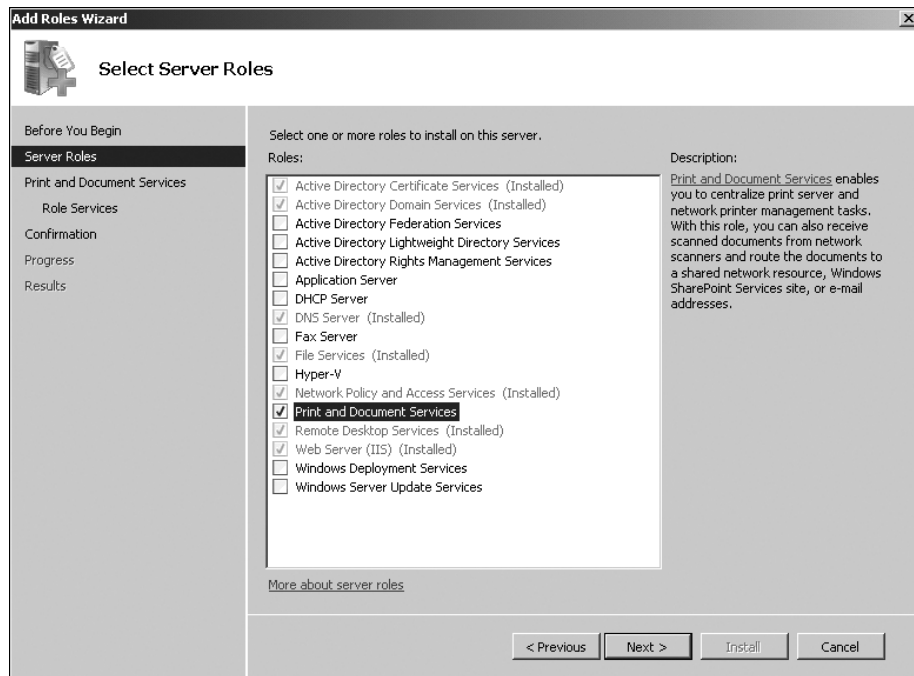 Add Roles Wizard
Select Server Roles
Before You Begin
Server Roles
Print and Document Services
Role Services
Confirmation
Progress
Results
Select one or more roles to install on this server.
Roles:
Active Directory Certificate Services (Installed)
Active Directory Domain Services (Installed)
Active Directory Federation Services
Active Directory Lightweight Directory Services
Active Directory Rights Management Services
Application Server
DHCP Server
DNS Server (Installed)
Fax Server
File Services (Installed)
Hyper-V
Network Policy and Access Services (Installed)
Print and Document Services
Remote Desktop Services (Installed)
Web Server (IIS) (Installed)
Windows Deployment Services
Windows Server Update Services
More about server roles
Description:
Print and Document Services enables
you to centralize print server and
network printer management tasks.
With this role, you can also receive
scanned documents from network
scanners and route the documents to
a shared network resource, Windows
SharePoint Services site, or e-mail
addresses.
< Previous
Next >
Install
Cancel